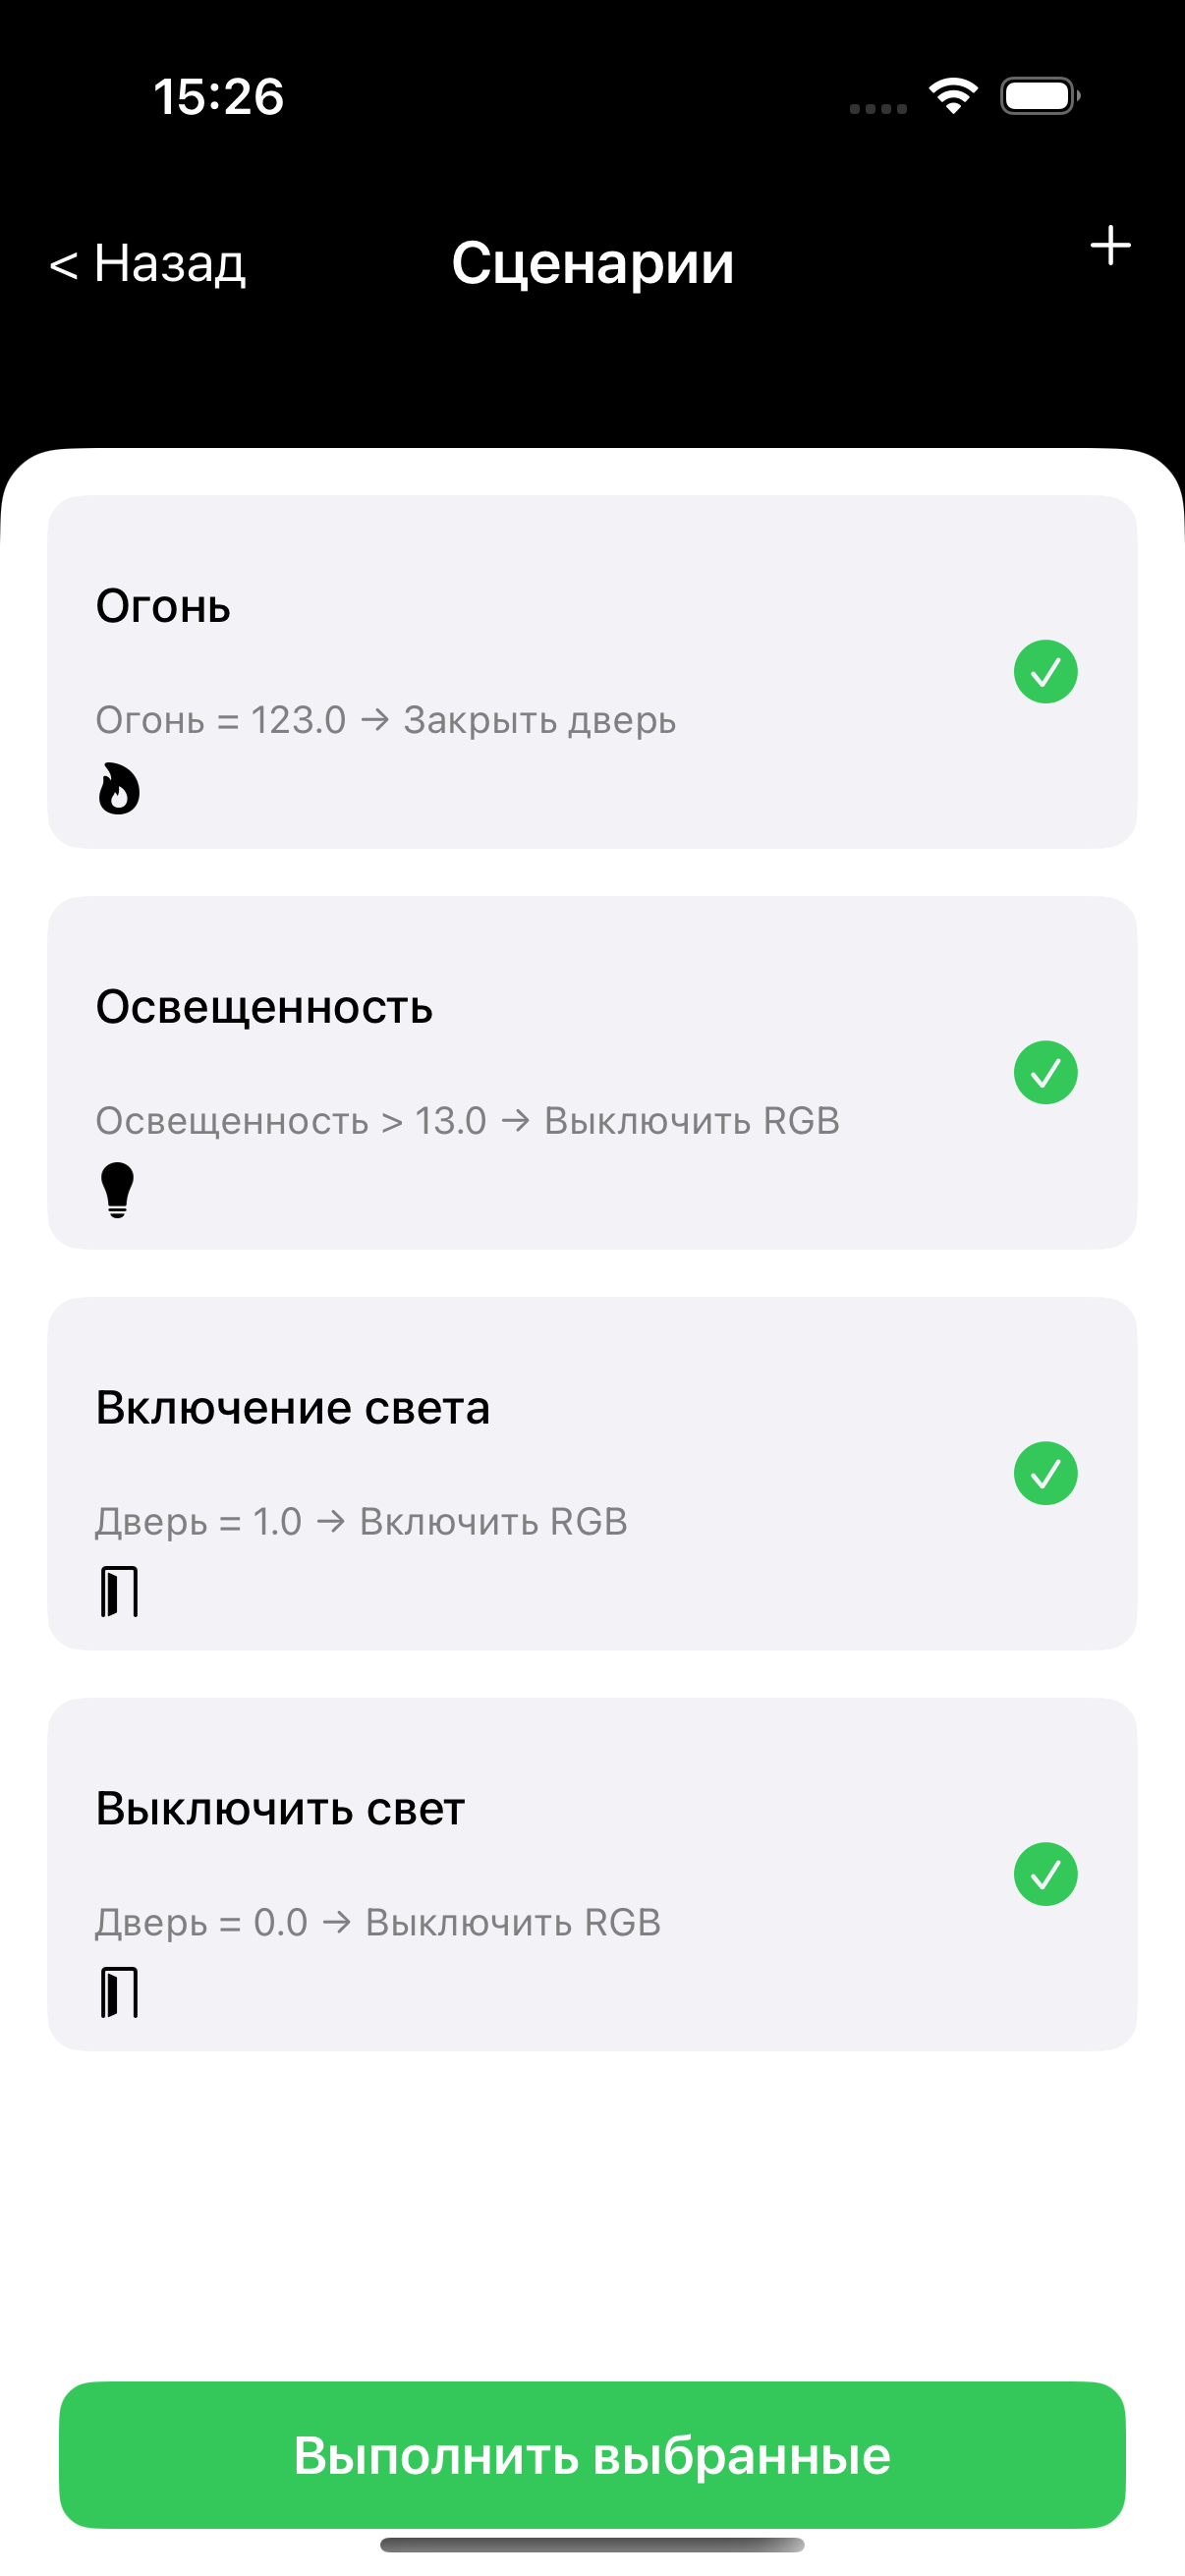 15:26
< Назад
Сценарии
+
Огонь
Огонь = 123.0 → Закрыть дверь
Освещенность
Освещенность > 13.0 → Выключить RGB
Включение света
Дверь = 1.0 → Включить RGB
Выключить свет
Дверь = 0.0 → Выключить RGB
Выполнить выбранные